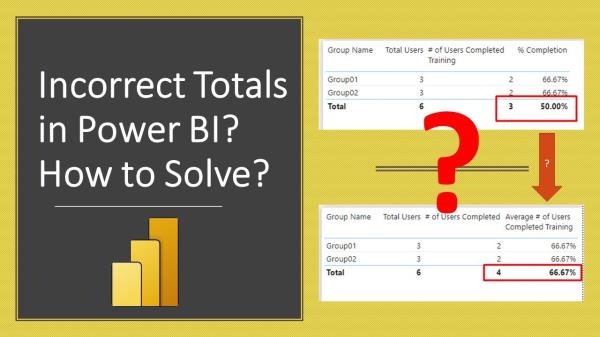 Incorrect Totals
in Power BI?
How to Solve?
Group Name Total Users # of Users Completed % Completion
Training
Group01 3 2 66.67%
Group02 3 2 66.67%
Total 6 3 50.00%
?
?
Group Name Total Users # of Users Completed Average # of Users
Completed Training
Group01 3 2 66.67%
Group02 3 2 66.67%
Total 6 4 66.67%